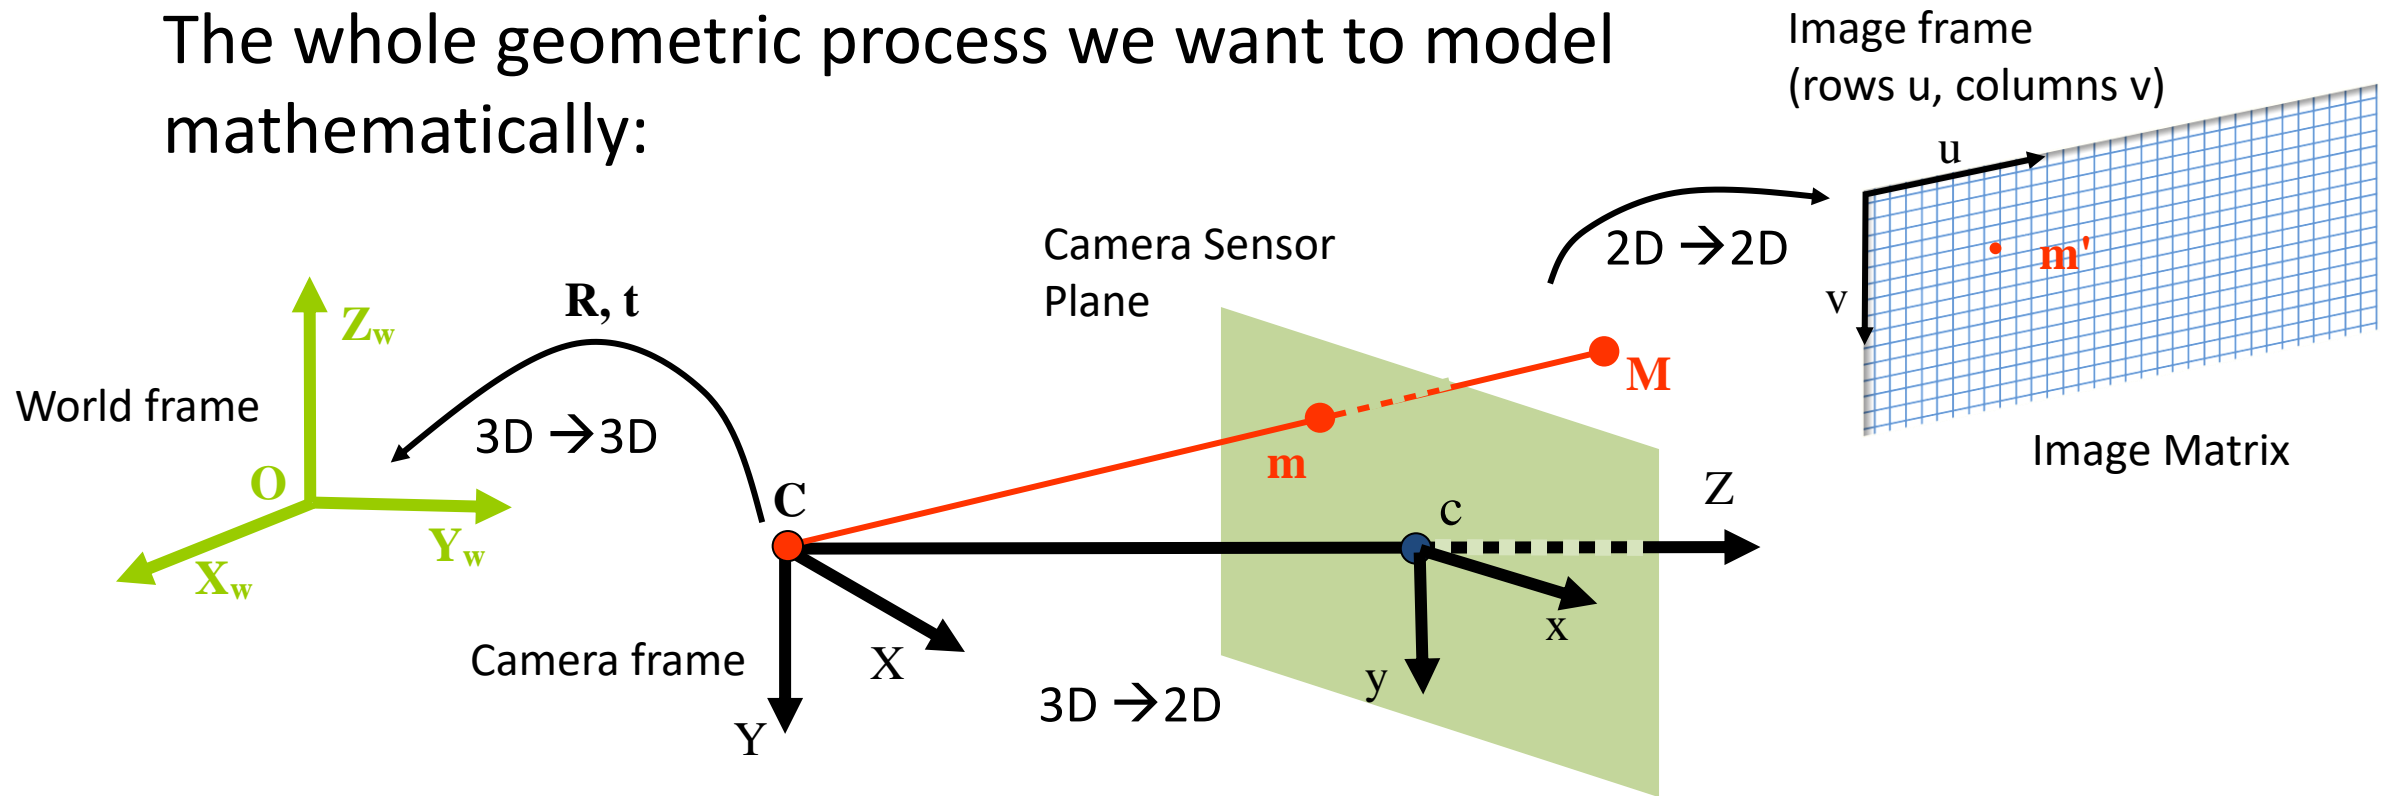 The whole geometric process we want to model
mathematically:
Image frame
(rows u, columns v)
u
v
m'
2D →2D
Image Matrix
Camera Sensor
Plane
R, t
3D →3D
World frame
Zw
O
Yw
Xw
C
M
m
c
Z
x
y
Camera frame
X
Y
3D →2D